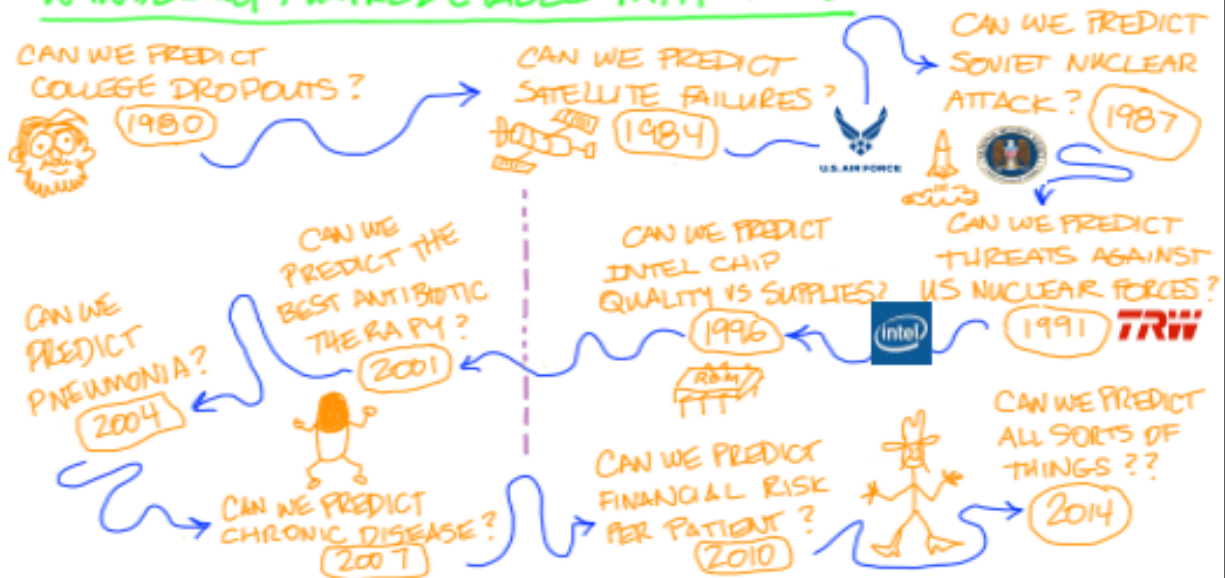 CAN WE PREDICT
COLLEGE DROPOUTS?
1980
CAN WE PREDICT
SATELLITE FAILURES?
1984
U.S. AIR FORCE
CAN WE PREDICT
SOVIET NUCLEAR
ATTACK?
1987
CAN WE PREDICT
THREATS AGAINST
US NUCLEAR FORCES?
1991
TRW
CAN WE PREDICT
INTEL CHIP
QUALITY VS SUPPLIES?
1996
intel
CAN WE
PREDICT THE
BEST ANTIBIOTIC
THERAPY?
2001
CAN WE
PREDICT
PNEUMONIA?
2004
CAN WE PREDICT
CHRONIC DISEASE?
2007
CAN WE PREDICT
FINANCIAL RISK
PER PATIENT?
2010
CAN WE PREDICT
ALL SORTS OF
THINGS??
2014